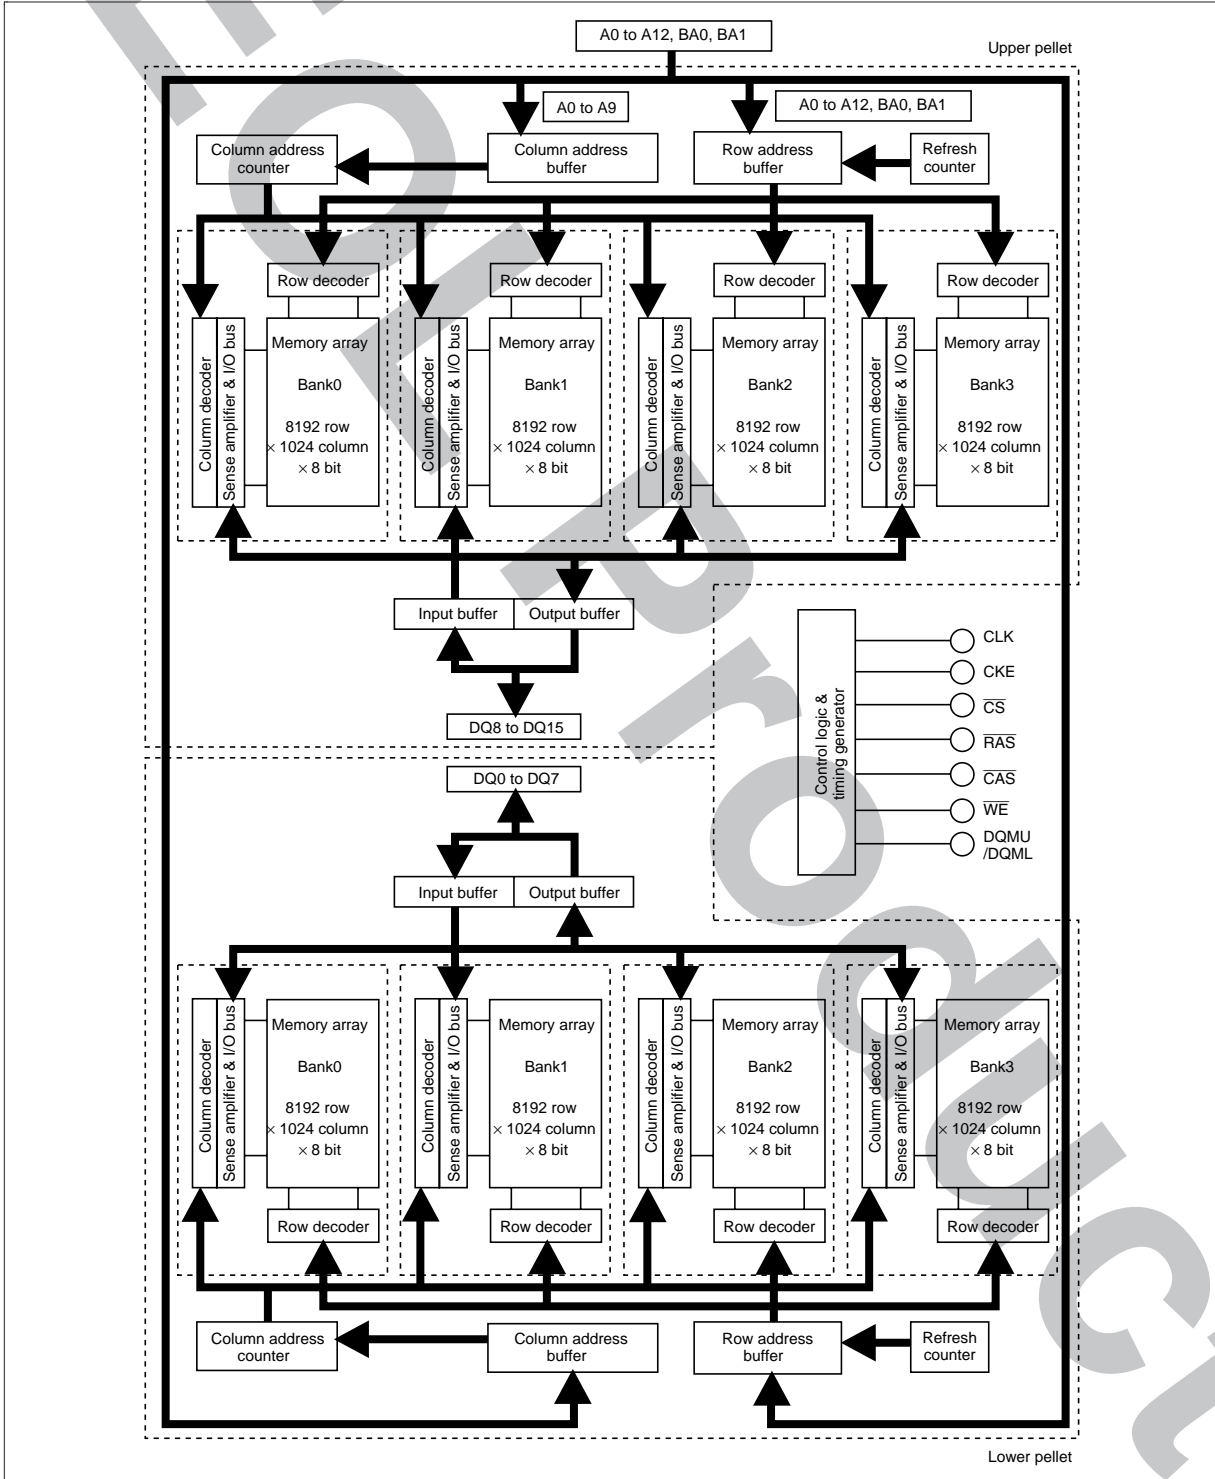 A0 to A12, BA0, BA1
Upper pellet
A0 to A9
A0 to A12, BA0, BA1
Column address
counter
Column address
buffer
Row address
buffer
Refresh
counter
Row decoder
Row decoder
Row decoder
Row decoder
Column decoder
Sense amplifier & I/O bus
Memory array
Bank0
8192 row
× 1024 column
× 8 bit
Column decoder
Sense amplifier & I/O bus
Memory array
Bank1
8192 row
× 1024 column
× 8 bit
Column decoder
Sense amplifier & I/O bus
Memory array
Bank2
8192 row
× 1024 column
× 8 bit
Column decoder
Sense amplifier & I/O bus
Memory array
Bank3
8192 row
× 1024 column
× 8 bit
Input buffer
Output buffer
DQ8 to DQ15
Control logic &
timing generator
CLK
CKE
C̅S̅
R̅A̅S̅
C̅A̅S̅
W̅E̅
DQMU
/DQML
DQ0 to DQ7
Input buffer
Output buffer
Column decoder
Sense amplifier & I/O bus
Memory array
Bank0
8192 row
× 1024 column
× 8 bit
Column decoder
Sense amplifier & I/O bus
Memory array
Bank1
8192 row
× 1024 column
× 8 bit
Column decoder
Sense amplifier & I/O bus
Memory array
Bank2
8192 row
× 1024 column
× 8 bit
Column decoder
Sense amplifier & I/O bus
Memory array
Bank3
8192 row
× 1024 column
× 8 bit
Row decoder
Row decoder
Row decoder
Row decoder
Column address
counter
Column address
buffer
Row address
buffer
Refresh
counter
Lower pellet
EOL Product